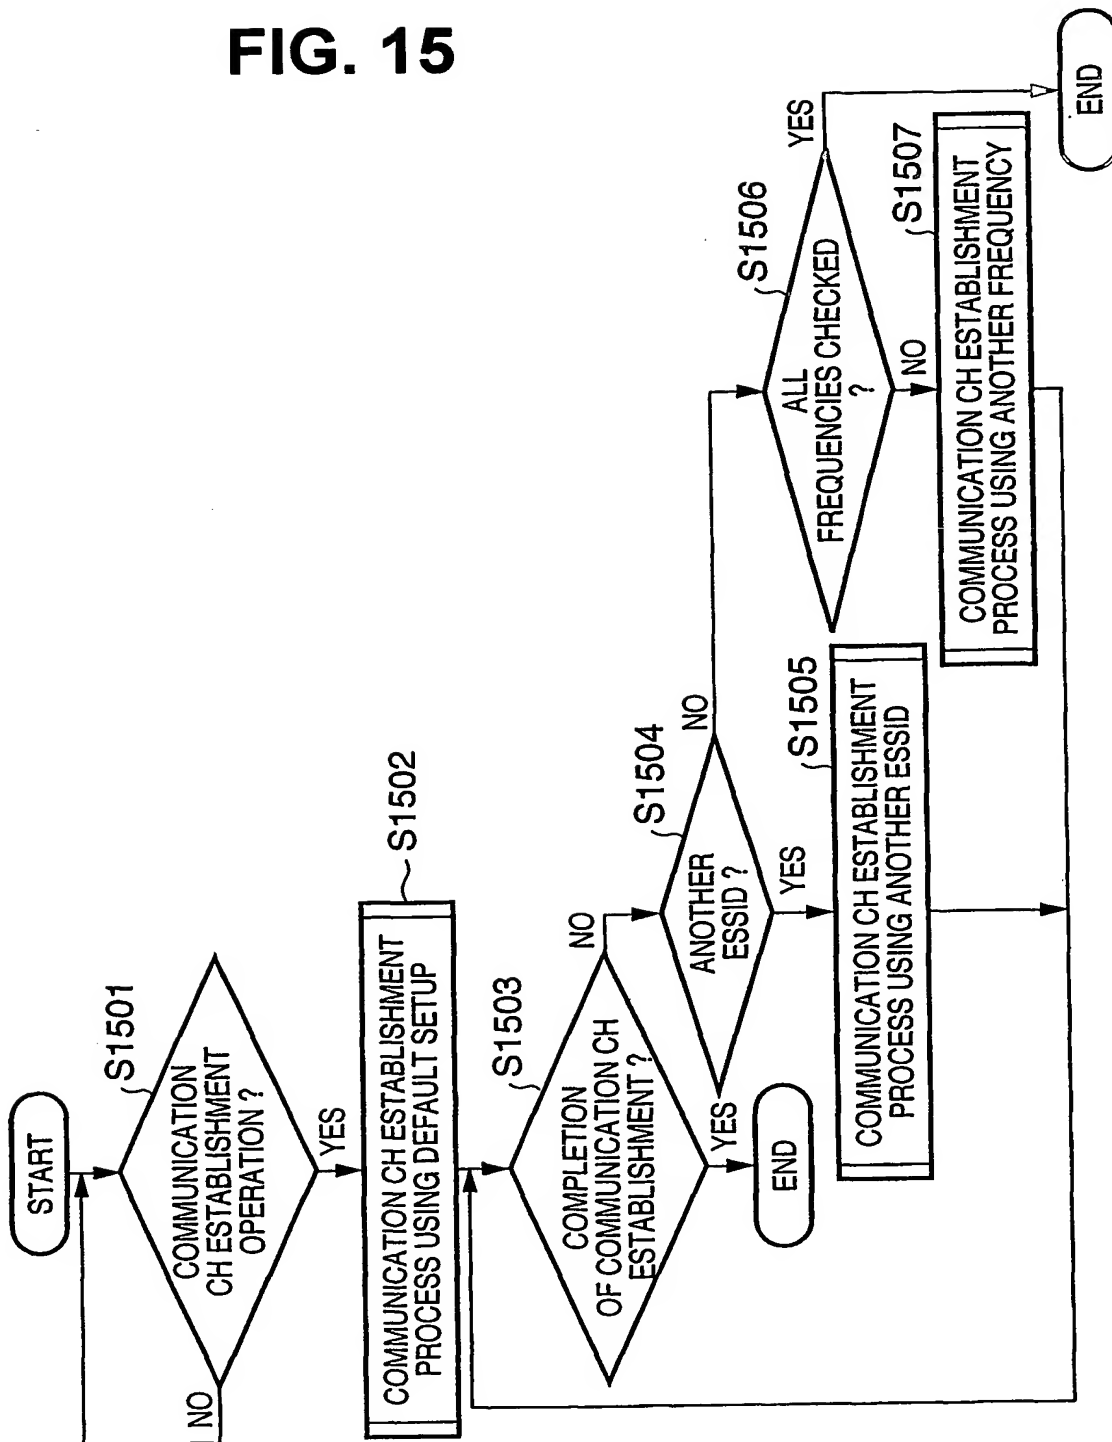 FIG. 15
START
S1501
COMMUNICATION
CH ESTABLISHMENT
OPERATION ?
NO
YES
S1502
COMMUNICATION CH ESTABLISHMENT
PROCESS USING DEFAULT SETUP
S1503
COMPLETION
OF COMMUNICATION CH
ESTABLISHMENT ?
NO
YES
END
S1504
ANOTHER
ESSID ?
NO
YES
S1505
COMMUNICATION CH ESTABLISHMENT
PROCESS USING ANOTHER ESSID
S1506
ALL
FREQUENCIES CHECKED
?
YES
NO
S1507
COMMUNICATION CH ESTABLISHMENT
PROCESS USING ANOTHER FREQUENCY
END